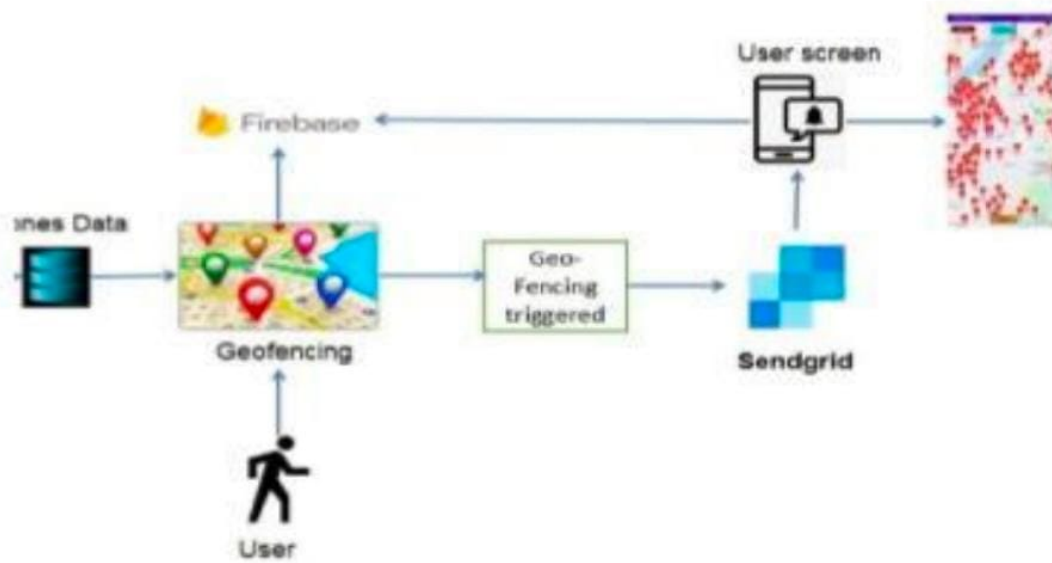 User screen
Firebase
ones Data
Geo-
Fencing
triggered
Geofencing
Sendgrid
User